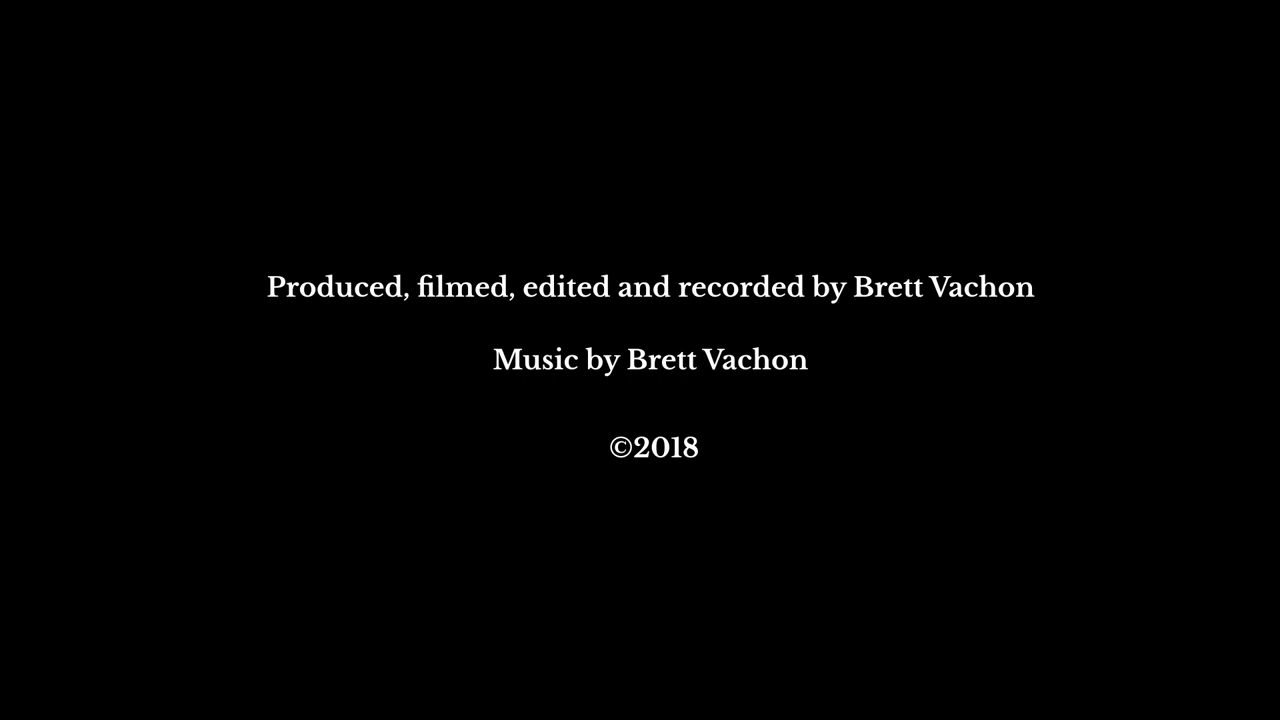 Produced, filmed, edited and recorded by Brett Vachon
Music by Brett Vachon
©2018